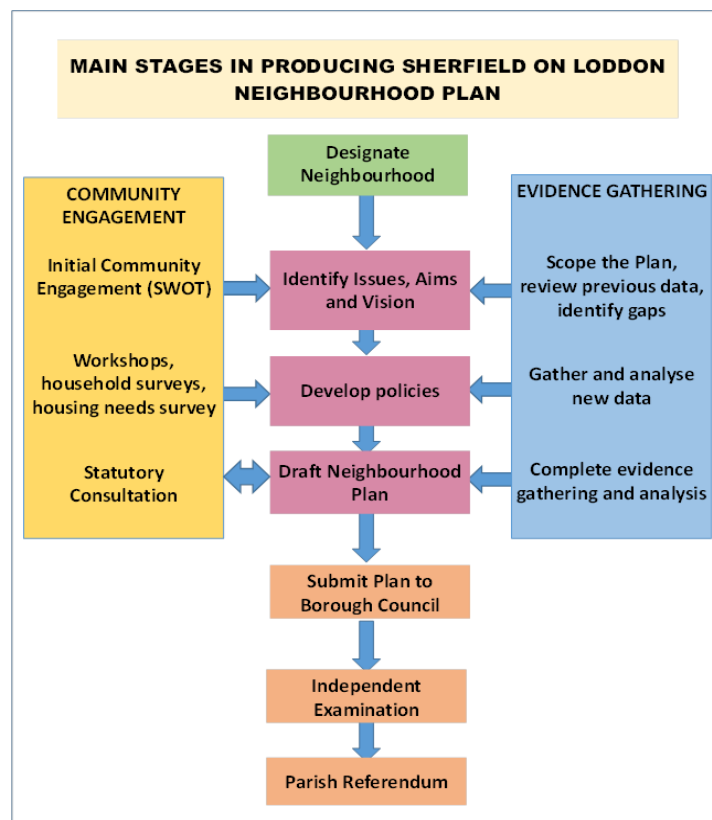 MAIN STAGES IN PRODUCING SHERFIELD ON LODDON
NEIGHBOURHOOD PLAN
Designate
Neighbourhood
COMMUNITY
ENGAGEMENT
Initial Community
Engagement (SWOT)
Workshops,
household surveys,
housing needs survey
Statutory
Consultation
Identify Issues, Aims
and Vision
Develop policies
Draft Neighbourhood
Plan
Submit Plan to
Borough Council
Independent
Examination
Parish Referendum
EVIDENCE GATHERING
Scope the Plan,
review previous data,
identify gaps
Gather and analyse
new data
Complete evidence
gathering and analysis